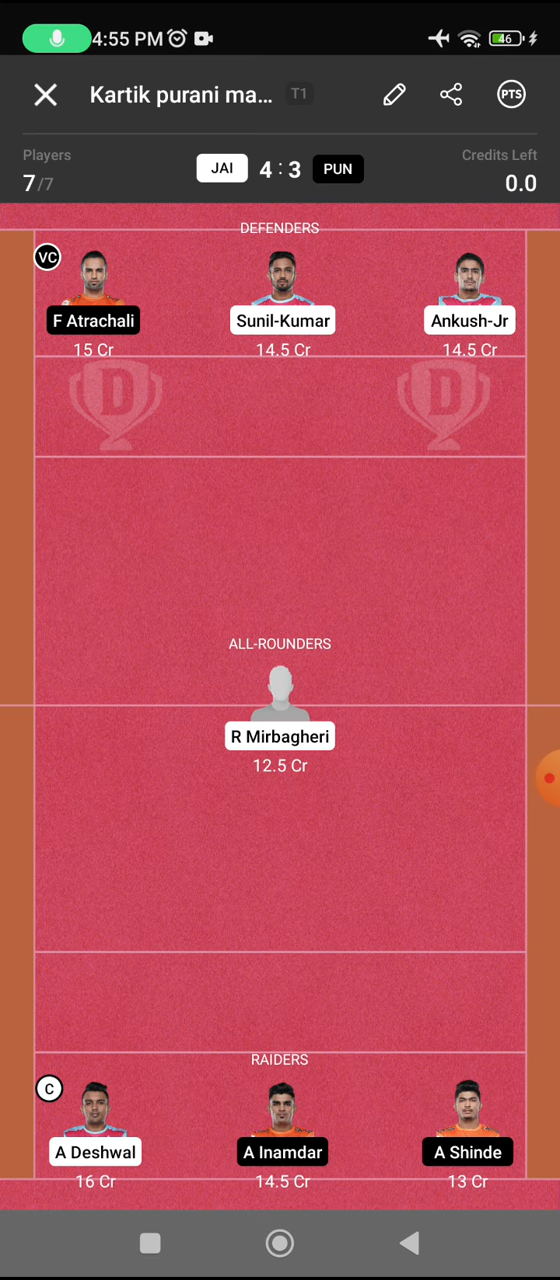 4:55 PM
46
Kartik purani ma... T1
PTS
Players
7/7
JAI 4 : 3 PUN
Credits Left
0.0
DEFENDERS
VC
F Atrachali
15 Cr
Sunil-Kumar
14.5 Cr
Ankush-Jr
14.5 Cr
D D
ALL-ROUNDERS
R Mirbagheri
12.5 Cr
RAIDERS
C
A Deshwal
16 Cr
A Inamdar
14.5 Cr
A Shinde
13 Cr